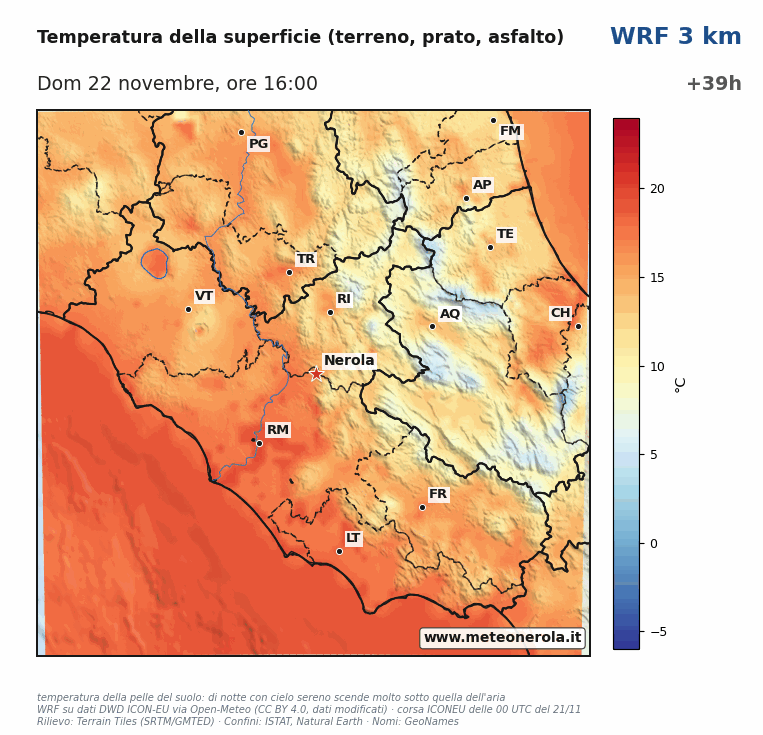 Temperatura della superficie (terreno, prato, asfalto)
WRF 3 km
Dom 22 novembre, ore 16:00
+39h
FM
PG
AP
TE
TR
VT
RI
AQ
CH
Nerola
RM
FR
LT
20
15
10
5
0
−5
°C
www.meteonerola.it
temperatura della pelle del suolo: di notte con cielo sereno scende molto sotto quella dell'aria
WRF su dati DWD ICON-EU via Open-Meteo (CC BY 4.0, dati modificati) · corsa ICONEU delle 00 UTC del 21/11
Rilievo: Terrain Tiles (SRTM/GMTED) · Confini: ISTAT, Natural Earth · Nomi: GeoNames